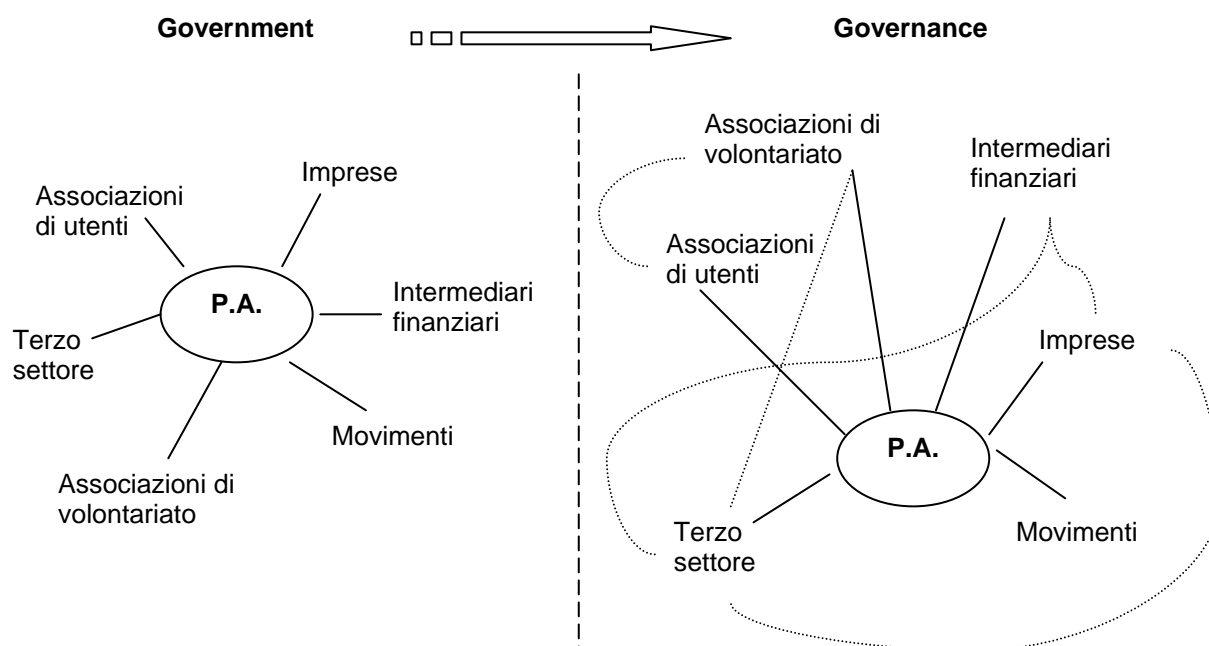 Government
Governance
Imprese
Associazioni
di utenti
P.A.
Intermediari
finanziari
Terzo
settore
Movimenti
Associazioni di
volontariato
Associazioni di
volontariato
Intermediari
finanziari
Associazioni
di utenti
Imprese
P.A.
Terzo
settore
Movimenti